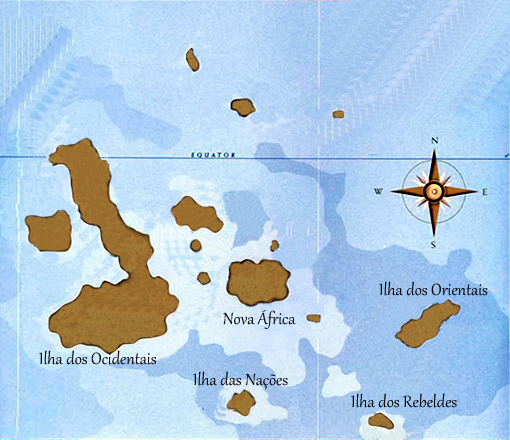 EQUATOR
N
W
E
S
Ilha dos Orientais
Nova África
Ilha dos Ocidentais
Ilha das Nações
Ilha dos Rebeldes